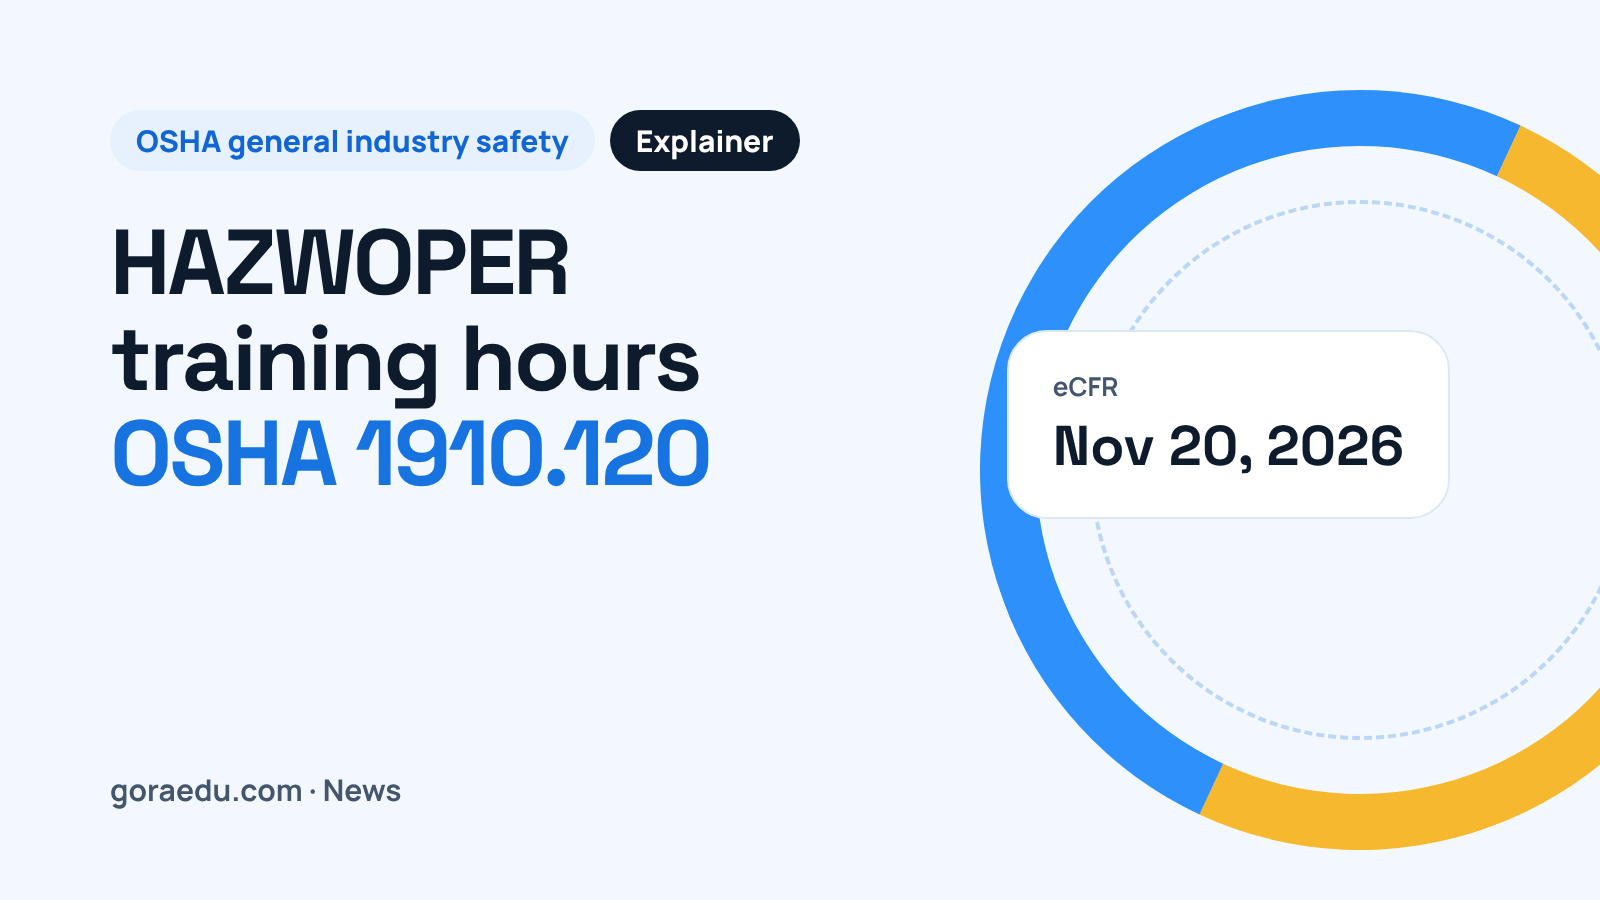 OSHA general industry safety
Explainer
HAZWOPER
training hours
OSHA 1910.120
eCFR
Nov 20, 2026
goraedu.com · News